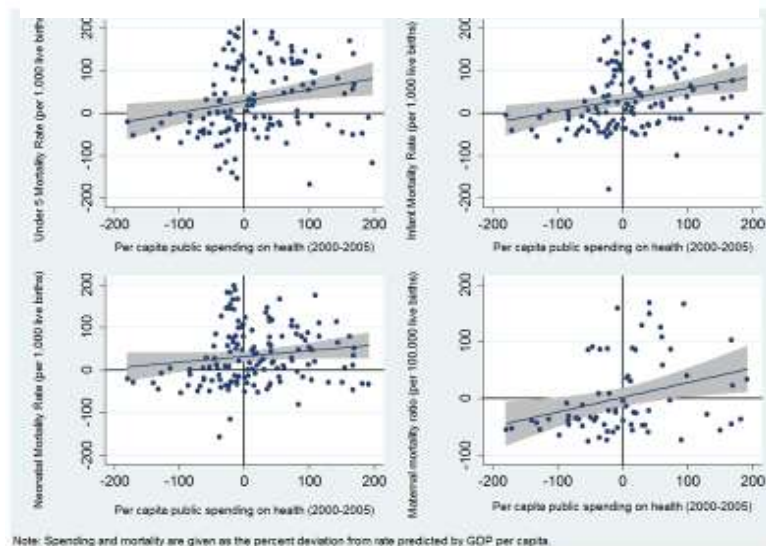 Under 5 Mortality Rate (per 1,000 live births)
200
100
0
-100
-200
-200 -100 0 100 200
Per capita public spending on health (2000-2005)
Infant Mortality Rate (per 1,000 live births)
200
100
0
-100
-200
-200 -100 0 100 200
Per capita public spending on health (2000-2005)
Neonatal Mortality Rate (per 1,000 live births)
200
100
0
-100
-200
-200 -100 0 100 200
Per capita public spending on health (2000-2005)
Maternal mortality ratio (per 100,000 live births)
200
100
0
-100
-200 -100 0 100 200
Per capita public spending on health (2000-2005)
Note: Spending and mortality are given as the percent deviation from rate predicted by GDP per capita.